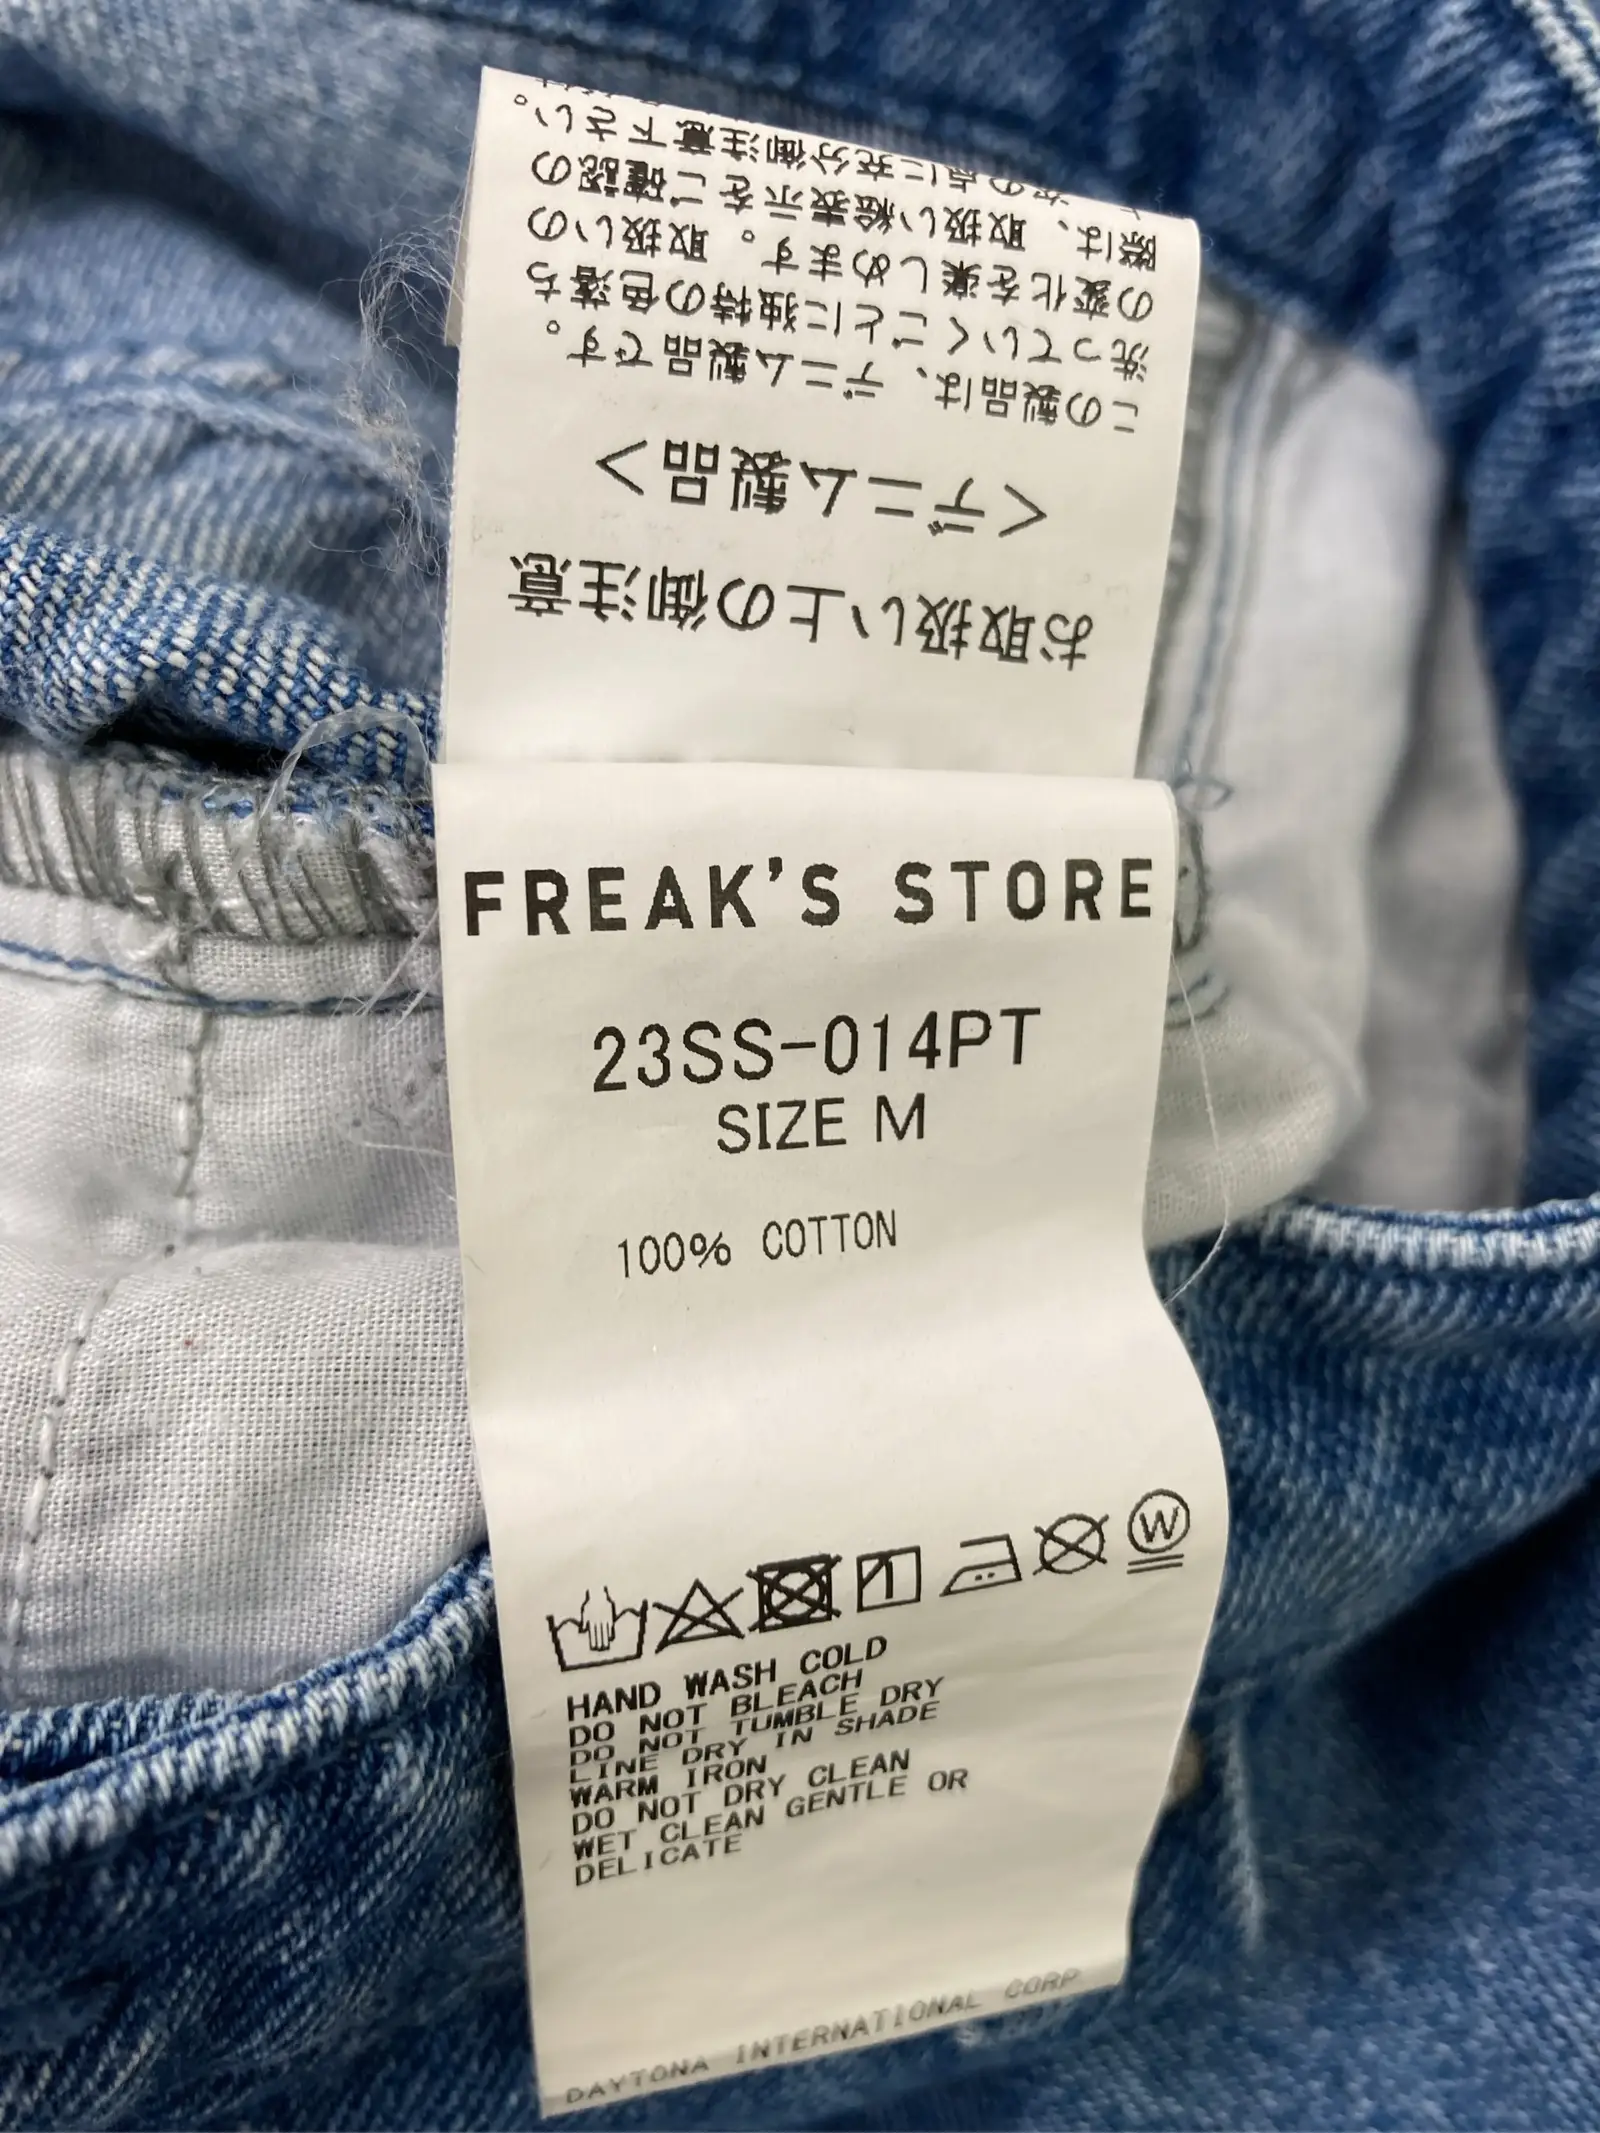 お取扱い上の御注意
<デニム製品>
この製品は、デニム製品です。
洗っていくごとに独特の色落ち
の変化を楽しめます。取扱いの
際は、取扱い絵表示をご確認の
次の点に充分御注意下さい。
FREAK'S STORE
23SS-014PT
SIZE M
100% COTTON
W
HAND WASH COLD
DO NOT BLEACH
DO NOT TUMBLE DRY
LINE DRY IN SHADE
WARM IRON
DO NOT DRY CLEAN
WET CLEAN GENTLE OR
DELICATE
DAYTONA INTERNATIONAL CORP